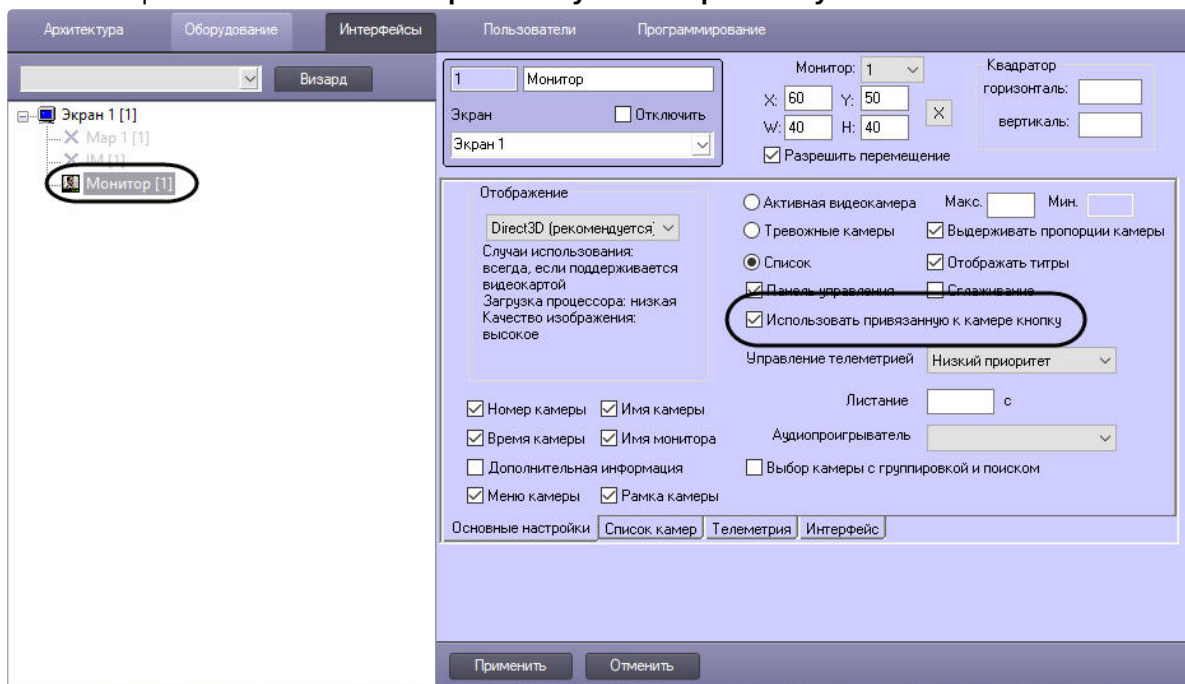 Архитектура Оборудование Интерфейсы Пользователи Программирование
Визард
Экран 1 [1]
Map 1 [1]
IM [1]
Монитор [1]
1 Монитор
Экран Отключить
Экран 1
Монитор: 1
X: 60 Y: 50
W: 40 H: 40
X
Разрешить перемещение
Квадратор
горизонталь:
вертикаль:
Отображение
Direct3D (рекомендуется)
Случаи использования:
всегда, если поддерживается
видеокартой
Загрузка процессора: низкая
Качество изображения:
высокое
Активная видеокамера Макс. Мин.
Тревожные камеры Выдерживать пропорции камеры
Список Отображать титры
Панель управления Сглаживание
Использовать привязанную к камере кнопку
Управление телеметрией Низкий приоритет
Листание с
Аудиопроигрыватель
Выбор камеры с группировкой и поиском
Номер камеры Имя камеры
Время камеры Имя монитора
Дополнительная информация
Меню камеры Рамка камеры
Основные настройки Список камер Телеметрия Интерфейс
Применить Отменить